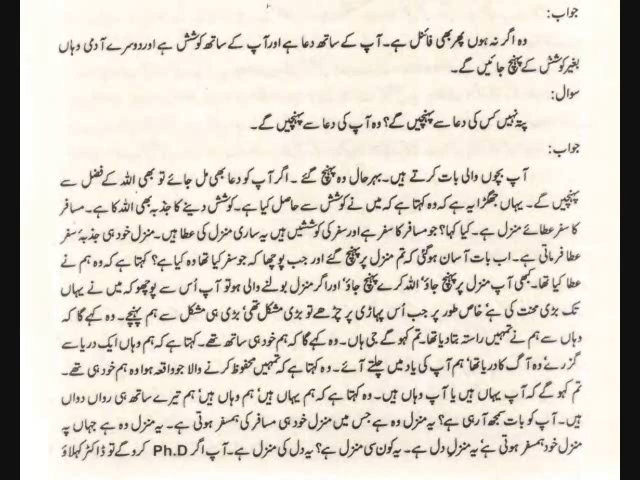 جواب:
وہ اگر نہ ہوں پھر بھی فائنل ہے۔ آپ کے ساتھ دعا ہے اور آپ کے ساتھ کوشش ہے اور دوسرے آدمی وہاں
بغیر کوشش کے پہنچ جائیں گے۔
سوال:
پتہ نہیں کس کی دعا سے پہنچیں گے؟ وہ آپ کی دعا سے پہنچیں گے۔
جواب:
آپ بچوں والی بات کرتے ہیں۔ بہر حال وہ پہنچ گئے۔ اگر آپ کو دعا بھی مل جائے تو بھی اللہ کے فضل سے
پہنچیں گے۔ یہاں جھگڑا یہ ہے کہ وہ کہتا ہے کہ میں نے کوشش سے حاصل کیا ہے۔ کوشش دینے کا جذبہ بھی اللہ کا ہے۔ مسافر
کا سفر عطائے منزل ہے۔ کیا کہا؟ جو مسافر کا سفر ہے اور سفر کی کوششیں ہیں یہ ساری منزل کی عطا ہیں۔ منزل خود ہی جذبۂ سفر
عطا فرماتی ہے۔ اب بات آسان ہوگئی کہ تم منزل پر پہنچ گئے اور جب پوچھا کہ جو سفر کیا تھا وہ کیا ہے؟ کہتا ہے کہ وہ ہم نے
عطا کیا تھا۔ کبھی آپ منزل پر پہنچ جاؤ، اللہ کرے پہنچ جاؤ، اور اگر منزل بولنے والی ہو تو آپ اُس سے پوچھو کہ میں نے یہاں
تک بڑی محنت کی ہے، خاص طور پر جب اُس پہاڑی پر چڑھے تو بڑی مشکل تھی، بڑی ہی مشکل سے ہم پہنچے۔ وہ کہے گا کہ
وہاں سے ہم نے تمہیں راستہ بتا دیا تھا۔ تم کہو گے جی ہاں۔ وہ کہے گا کہ ہم خود ہی ساتھ تھے۔ کہتا ہے کہ ہم وہاں ایک دریا سے
گزرے، وہ آگ کا دریا تھا، ہم آپ کی یاد میں چلتے آئے۔ وہ کہتا ہے کہ تمہیں محفوظ کرنے والا جو واقعہ ہوا وہ ہم خود ہی تھے۔
تم کہو گے کہ آپ یہاں ہیں یا آپ وہاں ہیں۔ وہ کہتا ہے کہ ہم یہاں ہیں، ہم وہاں ہیں، ہم تیرے ساتھ ہی رواں دواں
ہیں۔ آپ کو بات سمجھ آ رہی ہے؟ یہ منزل وہ ہے جس میں منزل خود ہی مسافر کی ہمسفر ہوتی ہے۔ یہ منزل وہ ہے جہاں پہ
منزل خود ہمسفر ہوتی ہے، یہ منزلِ دل ہے۔ یہ کون سی منزل ہے؟ یہ دل کی منزل ہے۔ آپ اگر Ph.D کرو گے تو ڈاکٹر کہلاؤ